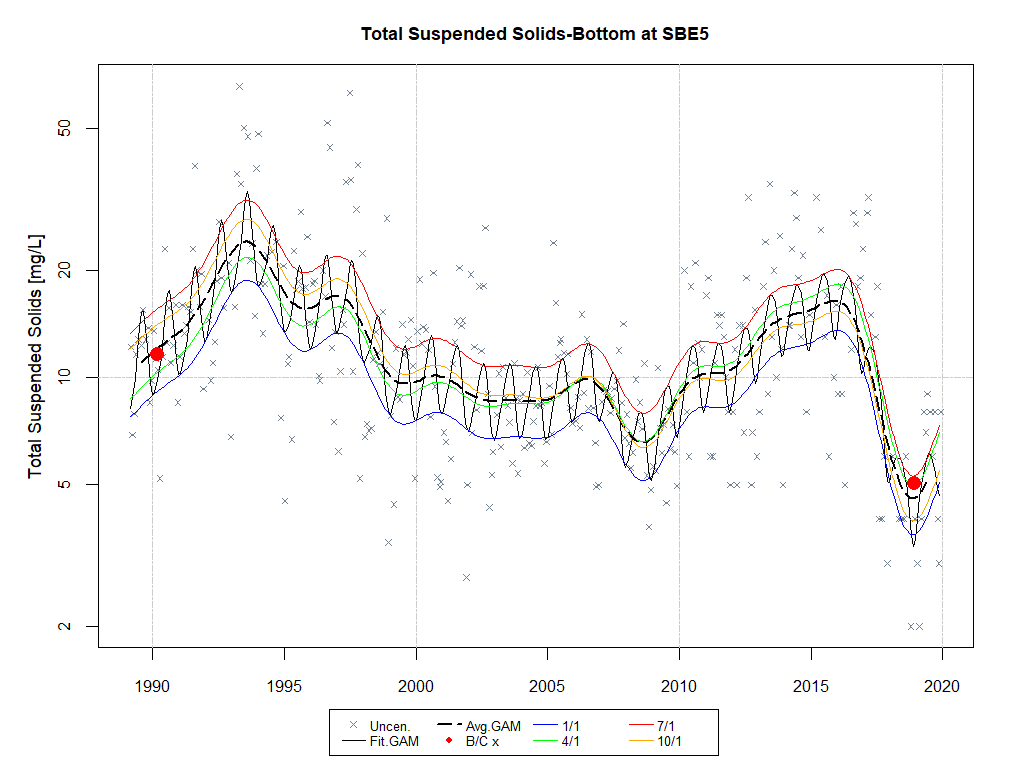 Total Suspended Solids-Bottom at SBE5
Total Suspended Solids [mg/L]
50
20
10
5
2
1990 1995 2000 2005 2010 2015 2020
Uncen. Avg.GAM 1/1 7/1
Fit.GAM B/C x 4/1 10/1